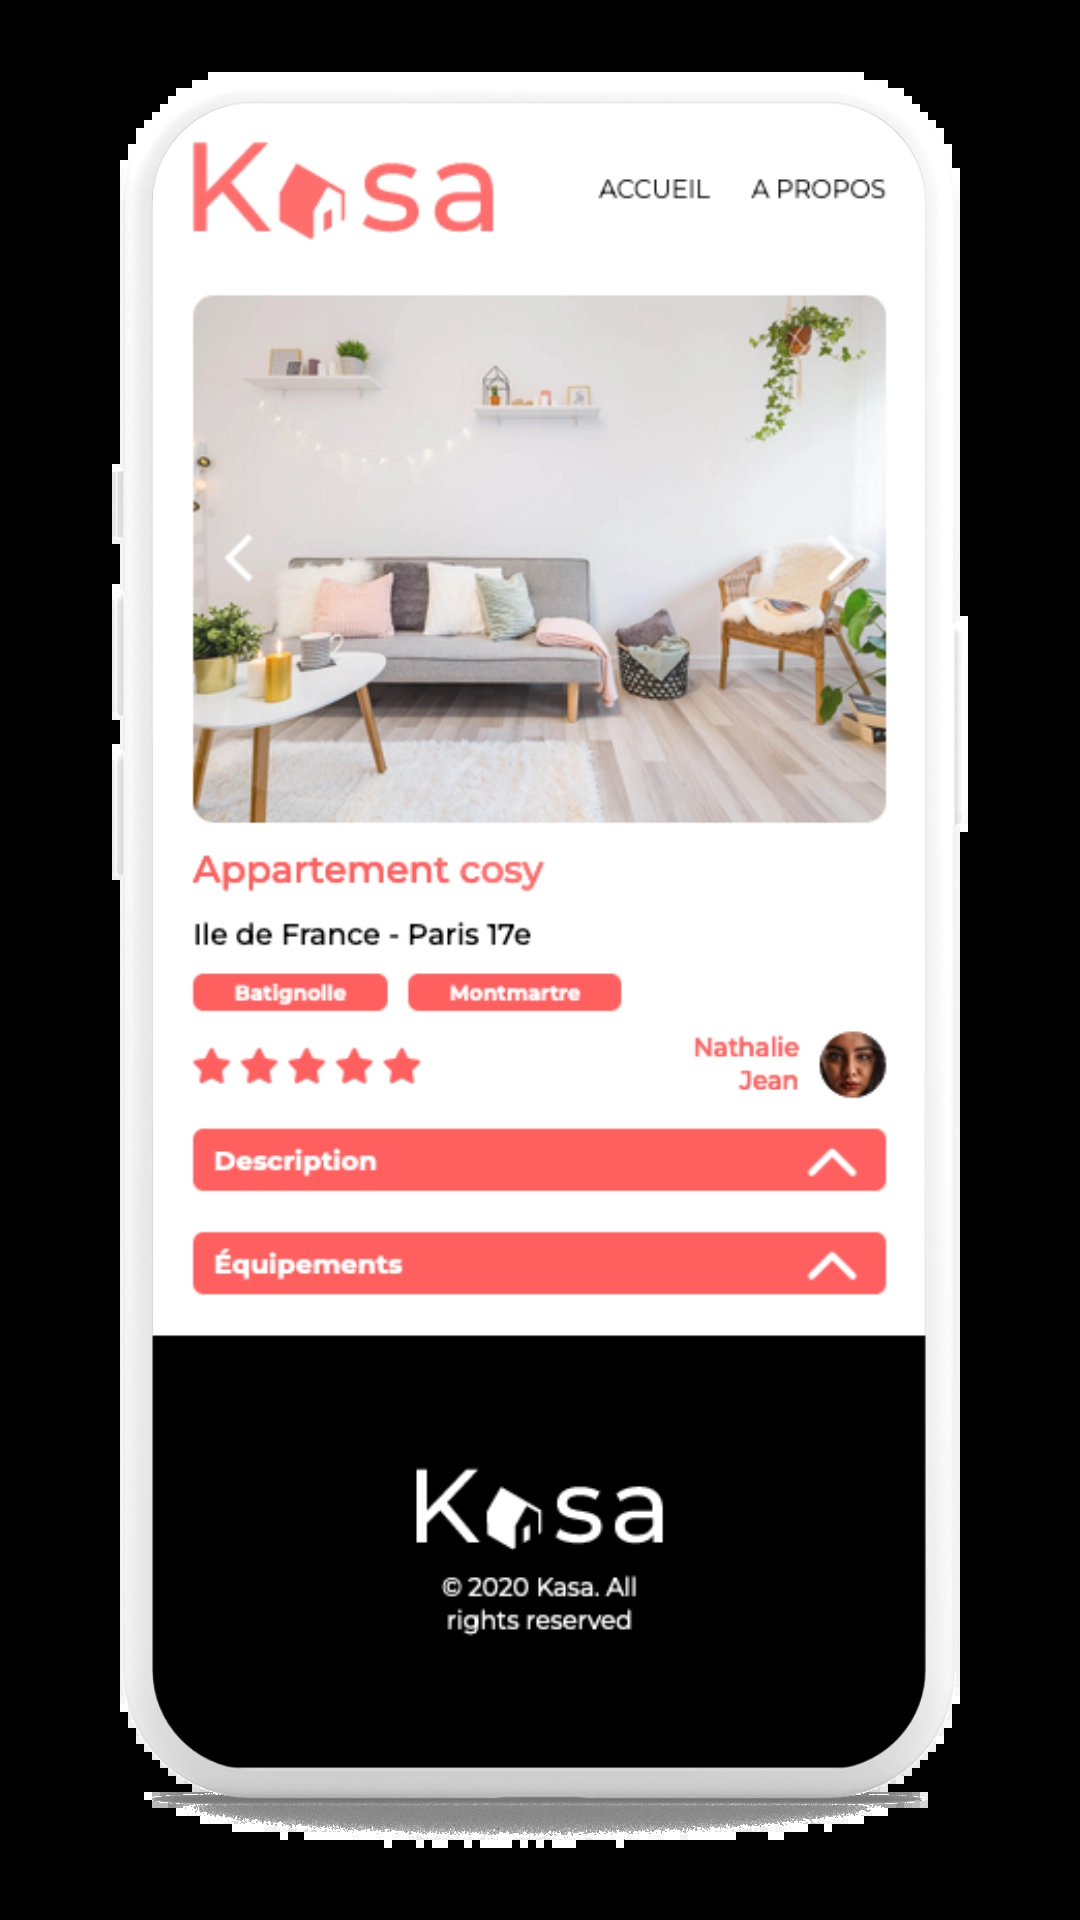 Kasa
ACCUEIL A PROPOS
Appartement cosy
Ile de France - Paris 17e
Batignolle Montmartre
Nathalie
Jean
Description
Équipements
Kasa
© 2020 Kasa. All
rights reserved